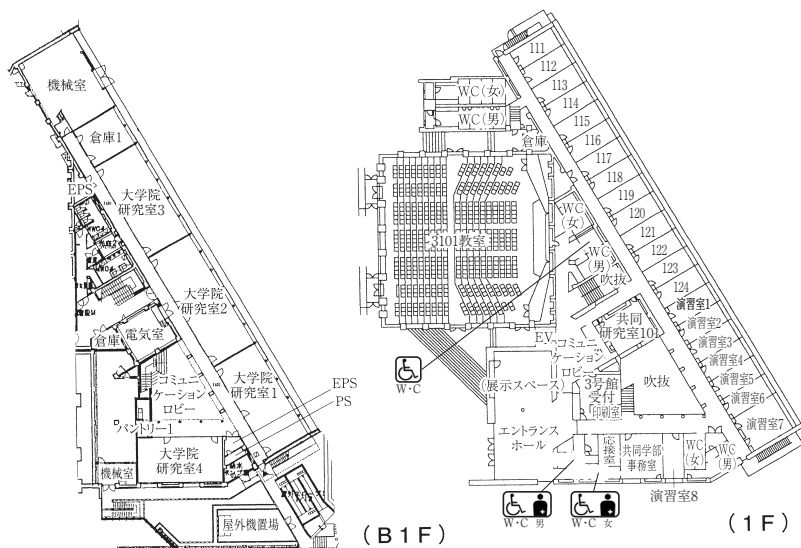 機械室
倉庫1
EPS
大学院
研究室3
大学院
研究室2
倉庫
電気室
コミュニ
ケーション
ロビー
大学院
研究室1
EPS
PS
パントリー1
大学院
研究室4
機械室
屋外機置場
(B1F)
111
112
113
114
115
116
117
118
119
120
121
122
123
124
演習室1
演習室2
演習室3
演習室4
演習室5
演習室6
演習室7
WC(女)
WC(男)
倉庫
3101教室
WC
(女)
WC
(男)
吹抜
共同
研究室101
EV
コミュニ
ケーション
ロビー
W・C
(展示スペース)
3号館
受付
印刷室
吹抜
エントランス
ホール
応接室
共同学部
事務室
WC
(女)
WC
(男)
演習室8
W・C 男
W・C 女
(1F)